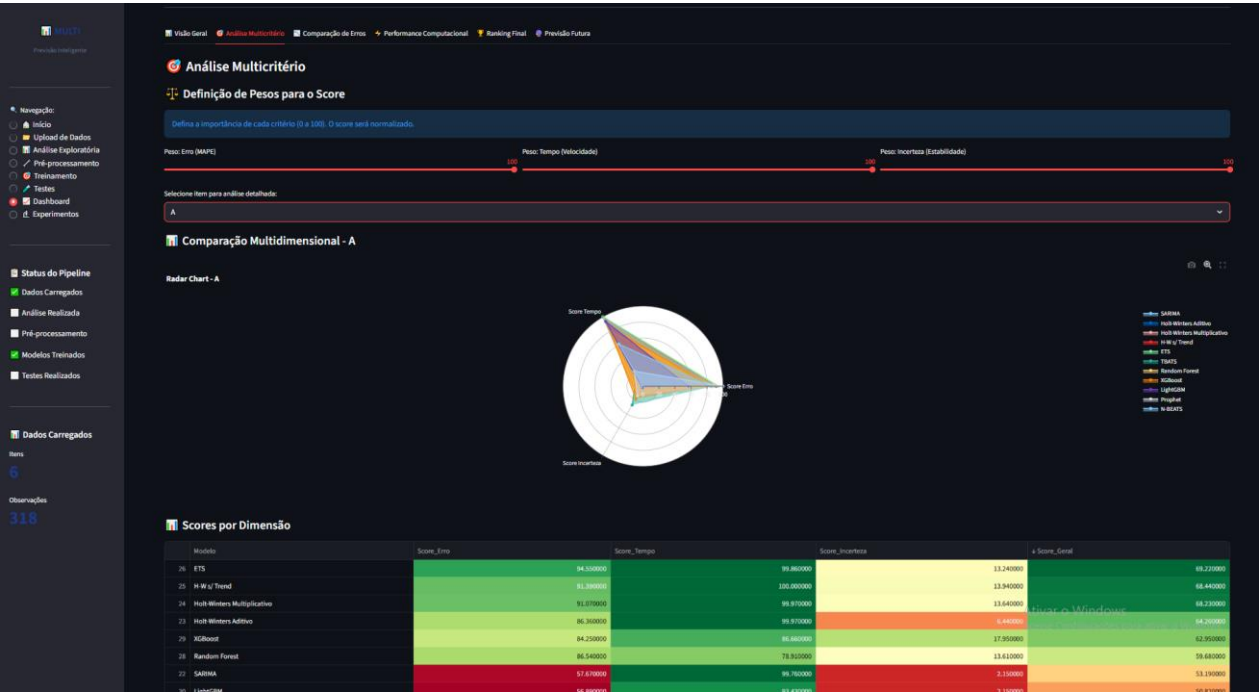 MULTI
Previsão Inteligente
Navegação:
Início
Upload de Dados
Análise Exploratória
Pré-processamento
Treinamento
Testes
Dashboard
Experimentos
Status do Pipeline
Dados Carregados
Análise Realizada
Pré-processamento
Modelos Treinados
Testes Realizados
Dados Carregados
Itens
6
Observações
318
Visão Geral Análise Multicritério Comparação de Erros Performance Computacional Ranking Final Previsão Futura
Análise Multicritério
Definição de Pesos para o Score
Defina a importância de cada critério (0 a 100). O score será normalizado.
Peso: Erro (MAPE) Peso: Tempo (Velocidade) Peso: Incerteza (Estabilidade)
100 100 100
Selecione item para análise detalhada:
A
Comparação Multidimensional - A
Radar Chart - A
Score Tempo
Score Erro
Score Incerteza
SARIMA
Holt-Winters Aditivo
Holt-Winters Multiplicativo
H-W s/ Trend
ETS
TBATS
Random Forest
XGBoost
LightGBM
Prophet
N-BEATS
Scores por Dimensão
Modelo Score_Erro Score_Tempo Score_Incerteza ↓ Score_Geral
26 ETS 94.550000 99.860000 13.240000 69.220000
25 H-W s/ Trend 100.000000 13.940000 68.440000
24 Holt-Winters Multiplicativo 91.070000 99.970000 13.640000 68.230000
23 Holt-Winters Aditivo 86.360000 99.970000 6.440000 64.260000
29 XGBoost 84.250000 86.660000 17.950000 62.950000
28 Random Forest 86.540000 78.910000 13.610000 59.680000
22 SARIMA 57.670000 99.760000 2.150000 53.190000
LightGBM
Ativar o Windows